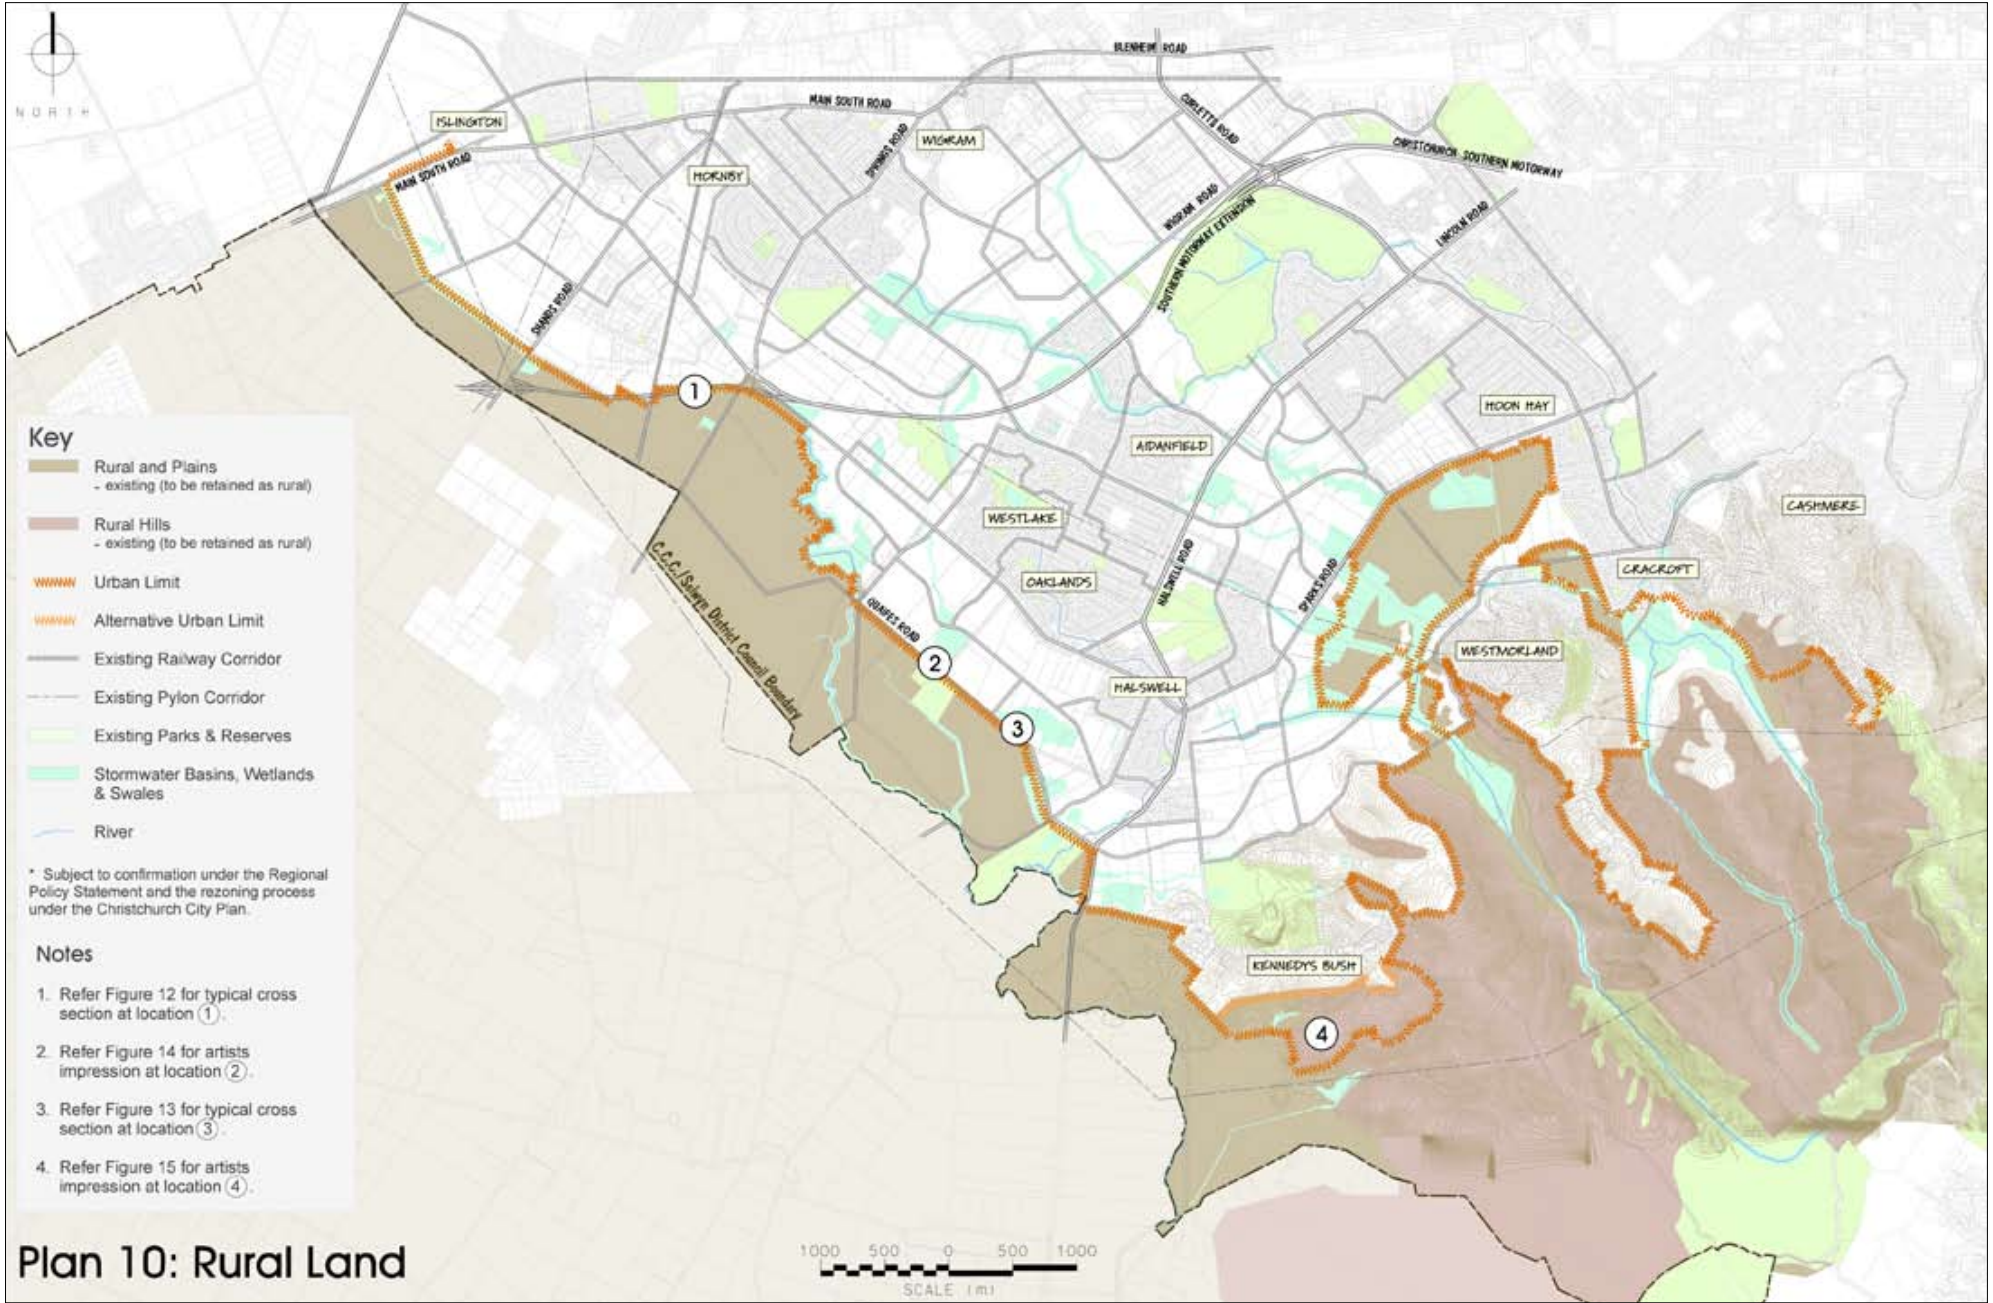 NORTH
BLENHEIM ROAD
MAIN SOUTH ROAD
CURLETTS ROAD
ISLINGTON
WIGRAM
SPRINGS ROAD
CHRISTCHURCH SOUTHERN MOTORWAY
MAIN SOUTH ROAD
HORNBY
WIGRAM ROAD
LINCOLN ROAD
SOUTHERN MOTORWAY EXTENSION
SHANDS ROAD
1
HOON HAY
AIDANFIELD
CASHMERE
WESTLAKE
CRACROFT
OAKLANDS
HALSWELL ROAD
SPARKS ROAD
C.C.C./Selwyn District Council Boundary
QUAIFES ROAD
WESTMORLAND
2
HALSWELL
3
KENNEDYS BUSH
4
Key
Rural and Plains
- existing (to be retained as rural)
Rural Hills
- existing (to be retained as rural)
Urban Limit
Alternative Urban Limit
Existing Railway Corridor
Existing Pylon Corridor
Existing Parks & Reserves
Stormwater Basins, Wetlands
& Swales
River
* Subject to confirmation under the Regional
Policy Statement and the rezoning process
under the Christchurch City Plan.
Notes
1. Refer Figure 12 for typical cross
section at location 1.
2. Refer Figure 14 for artists
impression at location 2.
3. Refer Figure 13 for typical cross
section at location 3.
4. Refer Figure 15 for artists
impression at location 4.
Plan 10: Rural Land
1000 500 0 500 1000
SCALE (m)